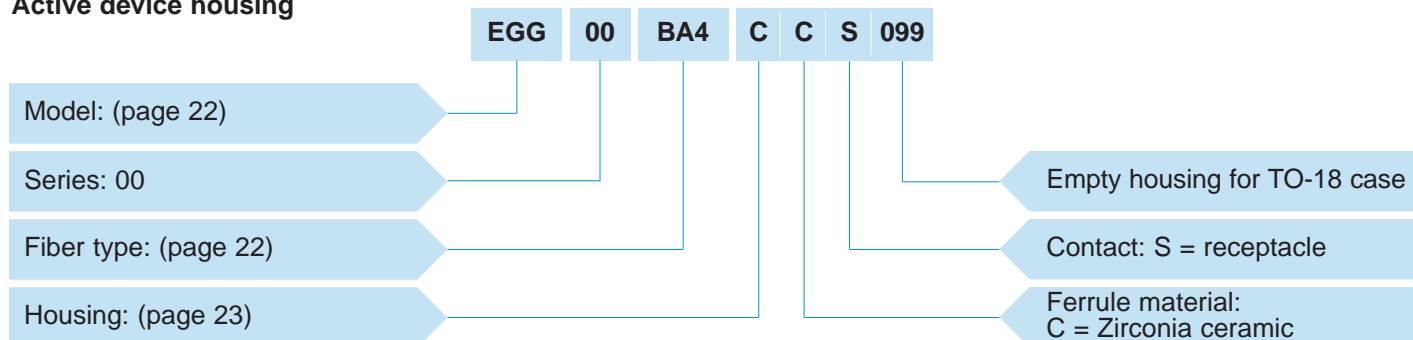 Active device housing
EGG 00 BA4 C C S 099
Model: (page 22)
Series: 00
Fiber type: (page 22)
Housing: (page 23)
Empty housing for TO-18 case
Contact: S = receptacle
Ferrule material:
C = Zirconia ceramic